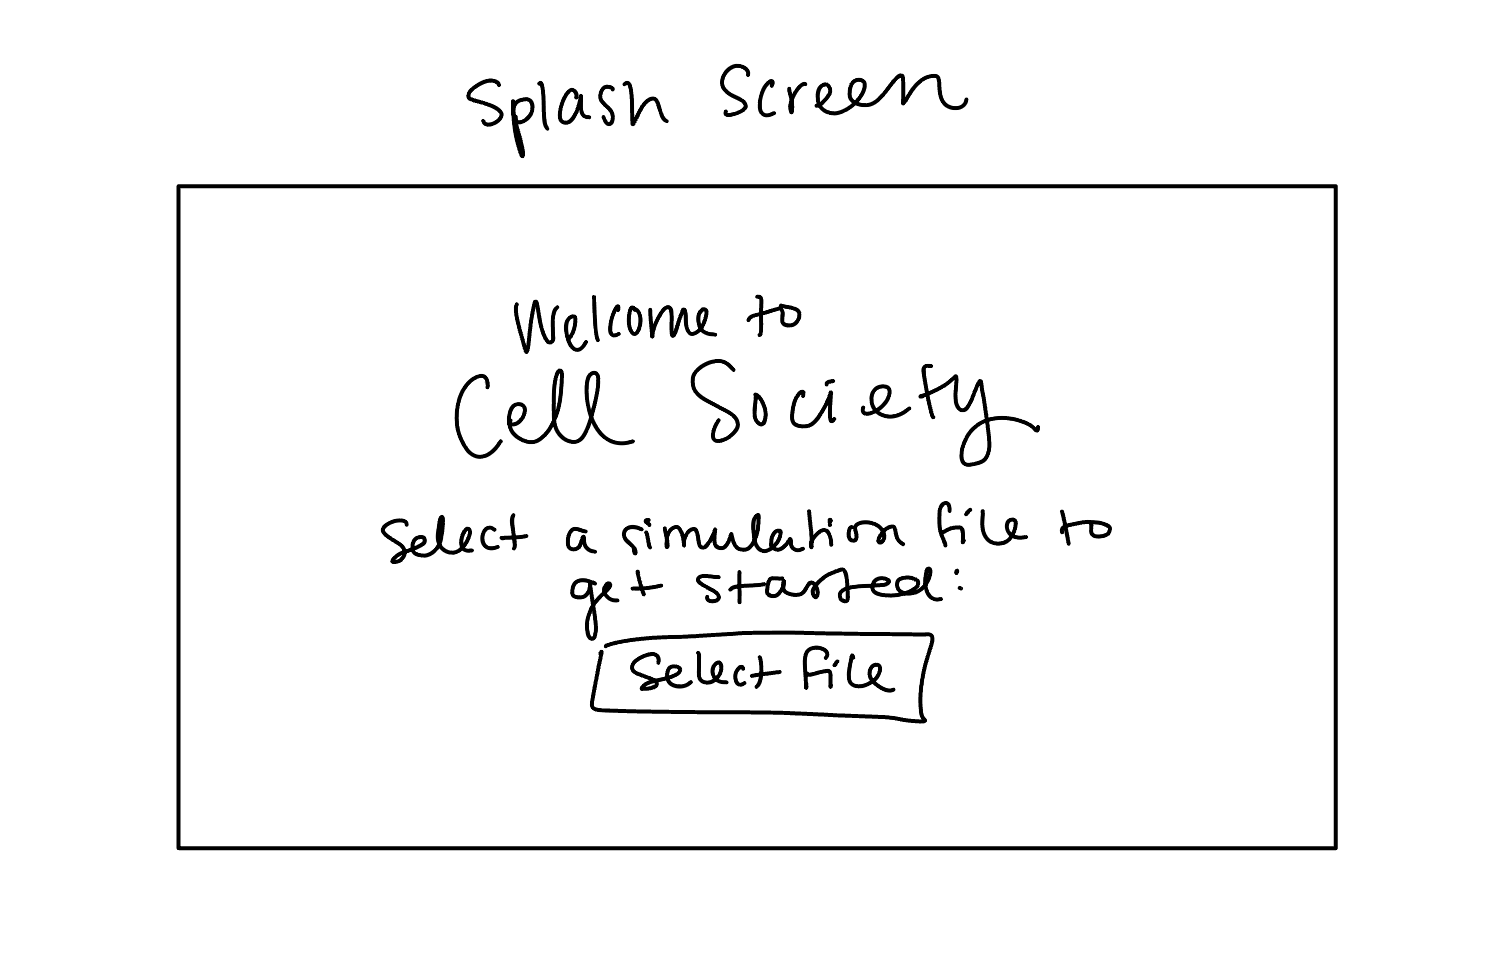 Splash Screen
Welcome to
Cell Society
Select a simulation file to
get started:
Select File